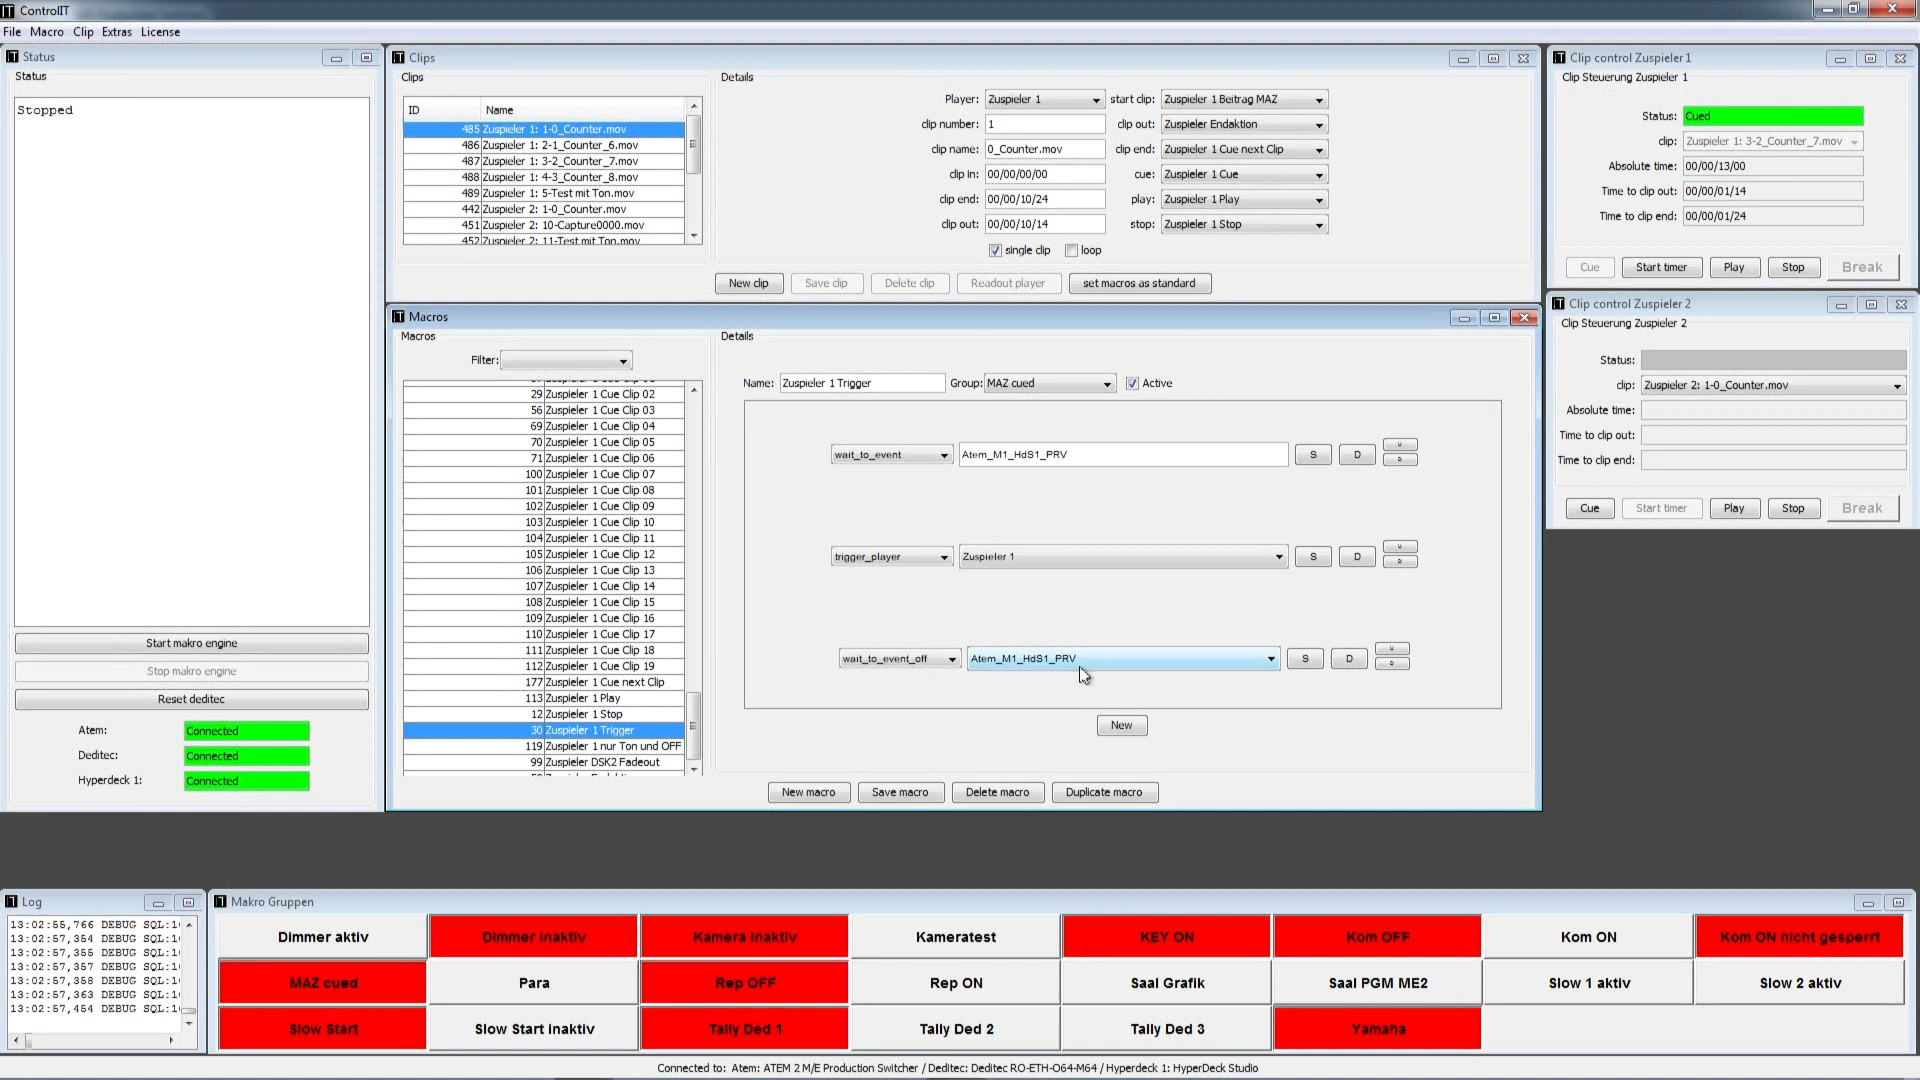 ControlIT
File Macro Clip Extras License
Status
Status
Stopped
Start makro engine
Stop makro engine
Reset deditec
Atem: Connected
Deditec: Connected
Hyperdeck 1: Connected
Clips
Clips
ID Name
485 Zuspieler 1: 1-0_Counter.mov
486 Zuspieler 1: 2-1_Counter_6.mov
487 Zuspieler 1: 3-2_Counter_7.mov
488 Zuspieler 1: 4-3_Counter_8.mov
489 Zuspieler 1: 5-Test mit Ton.mov
442 Zuspieler 2: 1-0_Counter.mov
451 Zuspieler 2: 10-Capture0000.mov
452 Zuspieler 2: 11-Test mit Ton.mov
Details
Player: Zuspieler 1 start clip: Zuspieler 1 Beitrag MAZ
clip number: 1 clip out: Zuspieler Endaktion
clip name: 0_Counter.mov clip end: Zuspieler 1 Cue next Clip
clip in: 00/00/00/00 cue: Zuspieler 1 Cue
clip end: 00/00/10/24 play: Zuspieler 1 Play
clip out: 00/00/10/14 stop: Zuspieler 1 Stop
single clip loop
New clip Save clip Delete clip Readout player set macros as standard
Macros
Macros
Filter:
29 Zuspieler 1 Cue Clip 02
56 Zuspieler 1 Cue Clip 03
69 Zuspieler 1 Cue Clip 04
70 Zuspieler 1 Cue Clip 05
71 Zuspieler 1 Cue Clip 06
100 Zuspieler 1 Cue Clip 07
101 Zuspieler 1 Cue Clip 08
102 Zuspieler 1 Cue Clip 09
103 Zuspieler 1 Cue Clip 10
104 Zuspieler 1 Cue Clip 11
105 Zuspieler 1 Cue Clip 12
106 Zuspieler 1 Cue Clip 13
107 Zuspieler 1 Cue Clip 14
108 Zuspieler 1 Cue Clip 15
109 Zuspieler 1 Cue Clip 16
110 Zuspieler 1 Cue Clip 17
111 Zuspieler 1 Cue Clip 18
112 Zuspieler 1 Cue Clip 19
177 Zuspieler 1 Cue next Clip
113 Zuspieler 1 Play
12 Zuspieler 1 Stop
30 Zuspieler 1 Trigger
119 Zuspieler 1 nur Ton und OFF
99 Zuspieler DSK2 Fadeout
Details
Name: Zuspieler 1 Trigger Group: MAZ cued Active
wait_to_event Atem_M1_HdS1_PRV S D
trigger_player Zuspieler 1 S D
wait_to_event_off Atem_M1_HdS1_PRV S D
New
New macro Save macro Delete macro Duplicate macro
Clip control Zuspieler 1
Clip Steuerung Zuspieler 1
Status: Cued
clip: Zuspieler 1: 3-2_Counter_7.mov
Absolute time: 00/00/13/00
Time to clip out: 00/00/01/14
Time to clip end: 00/00/01/24
Cue Start timer Play Stop Break
Clip control Zuspieler 2
Clip Steuerung Zuspieler 2
Status:
clip: Zuspieler 2: 1-0_Counter.mov
Absolute time:
Time to clip out:
Time to clip end:
Cue Start timer Play Stop Break
Log
13:02:55,766 DEBUG SQL:
13:02:57,354 DEBUG SQL:
13:02:57,355 DEBUG SQL:
13:02:57,357 DEBUG SQL:
13:02:57,358 DEBUG SQL:
13:02:57,363 DEBUG SQL:
13:02:57,454 DEBUG SQL:
Makro Gruppen
Dimmer aktiv Dimmer inaktiv Kamera inaktiv Kameratest KEY ON Kom OFF Kom ON Kom ON nicht gesperrt
MAZ cued Para Rep OFF Rep ON Saal Grafik Saal PGM ME2 Slow 1 aktiv Slow 2 aktiv
Slow Start Slow Start inaktiv Tally Ded 1 Tally Ded 2 Tally Ded 3 Yamaha
Connected to: Atem: ATEM 2 M/E Production Switcher / Deditec: Deditec RO-ETH-O64-M64 / Hyperdeck 1: HyperDeck Studio